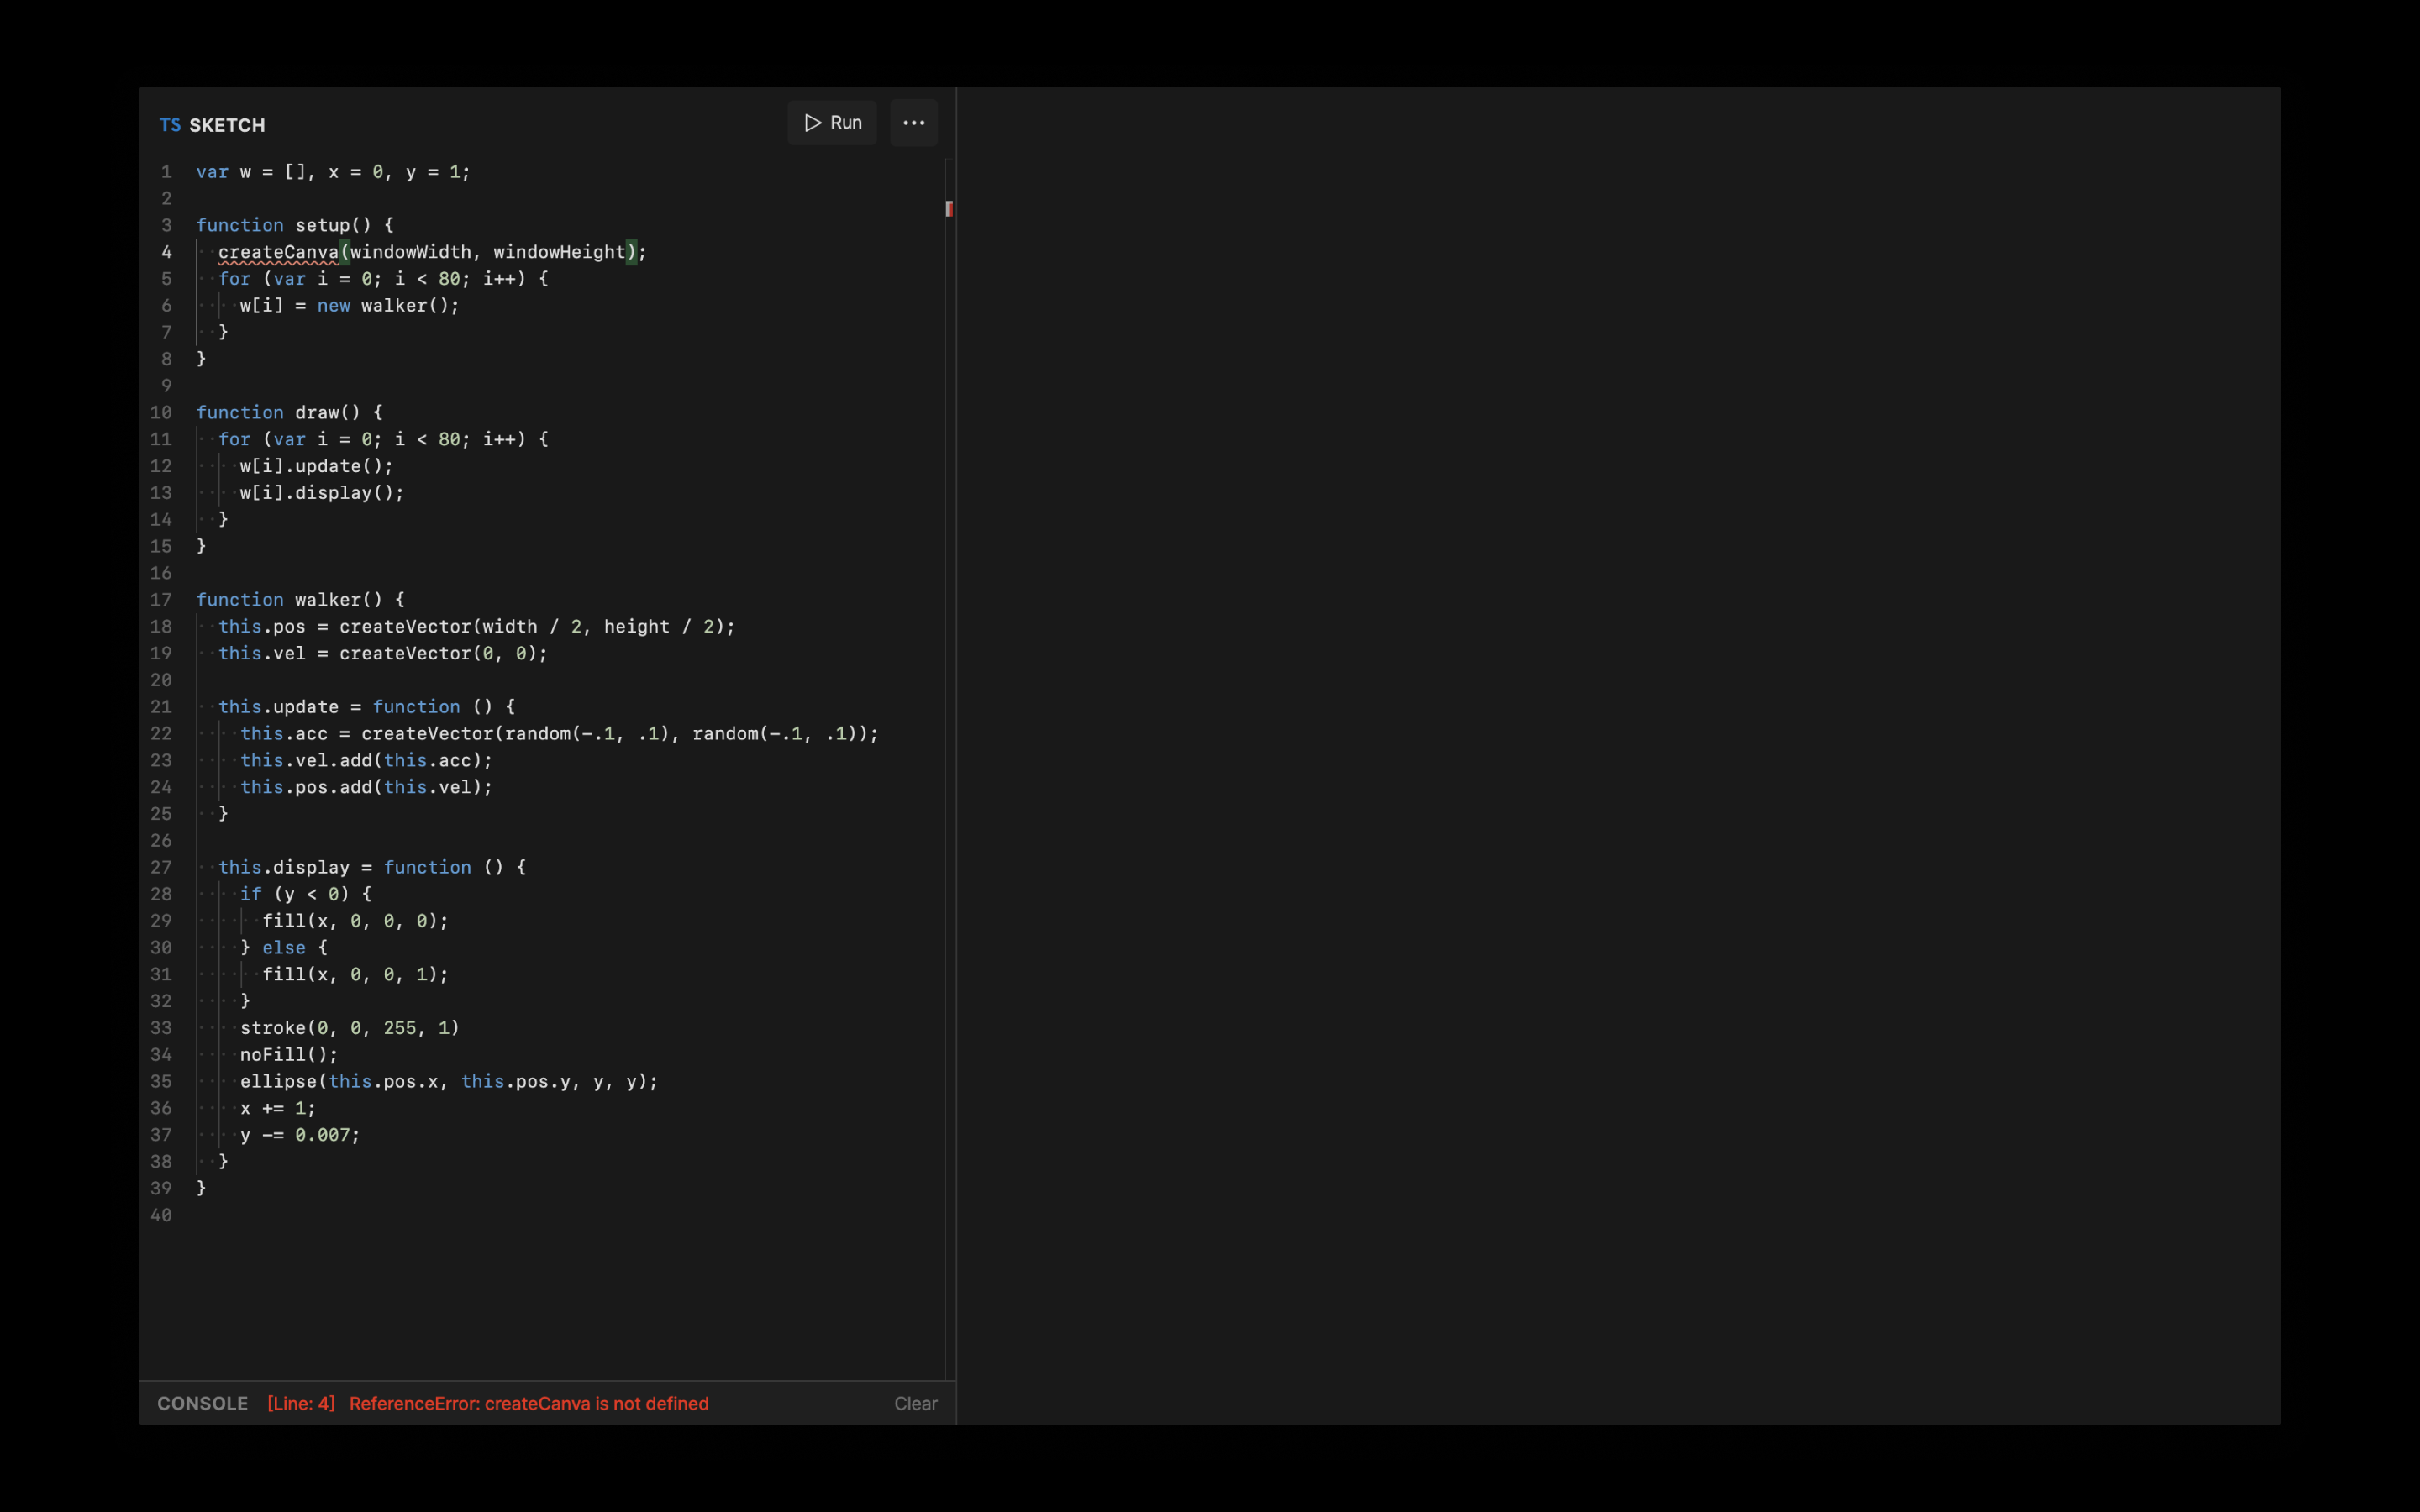 TS SKETCH
Run
1 var w = [], x = 0, y = 1;
2
3 function setup() {
4   createCanva(windowWidth, windowHeight);
5   for (var i = 0; i < 80; i++) {
6     w[i] = new walker();
7   }
8 }
9
10 function draw() {
11   for (var i = 0; i < 80; i++) {
12     w[i].update();
13     w[i].display();
14   }
15 }
16
17 function walker() {
18   this.pos = createVector(width / 2, height / 2);
19   this.vel = createVector(0, 0);
20
21   this.update = function () {
22     this.acc = createVector(random(-.1, .1), random(-.1, .1));
23     this.vel.add(this.acc);
24     this.pos.add(this.vel);
25   }
26
27   this.display = function () {
28     if (y < 0) {
29       fill(x, 0, 0, 0);
30     } else {
31       fill(x, 0, 0, 1);
32     }
33     stroke(0, 0, 255, 1)
34     noFill();
35     ellipse(this.pos.x, this.pos.y, y, y);
36     x += 1;
37     y -= 0.007;
38   }
39 }
40
CONSOLE [Line: 4] ReferenceError: createCanva is not defined Clear